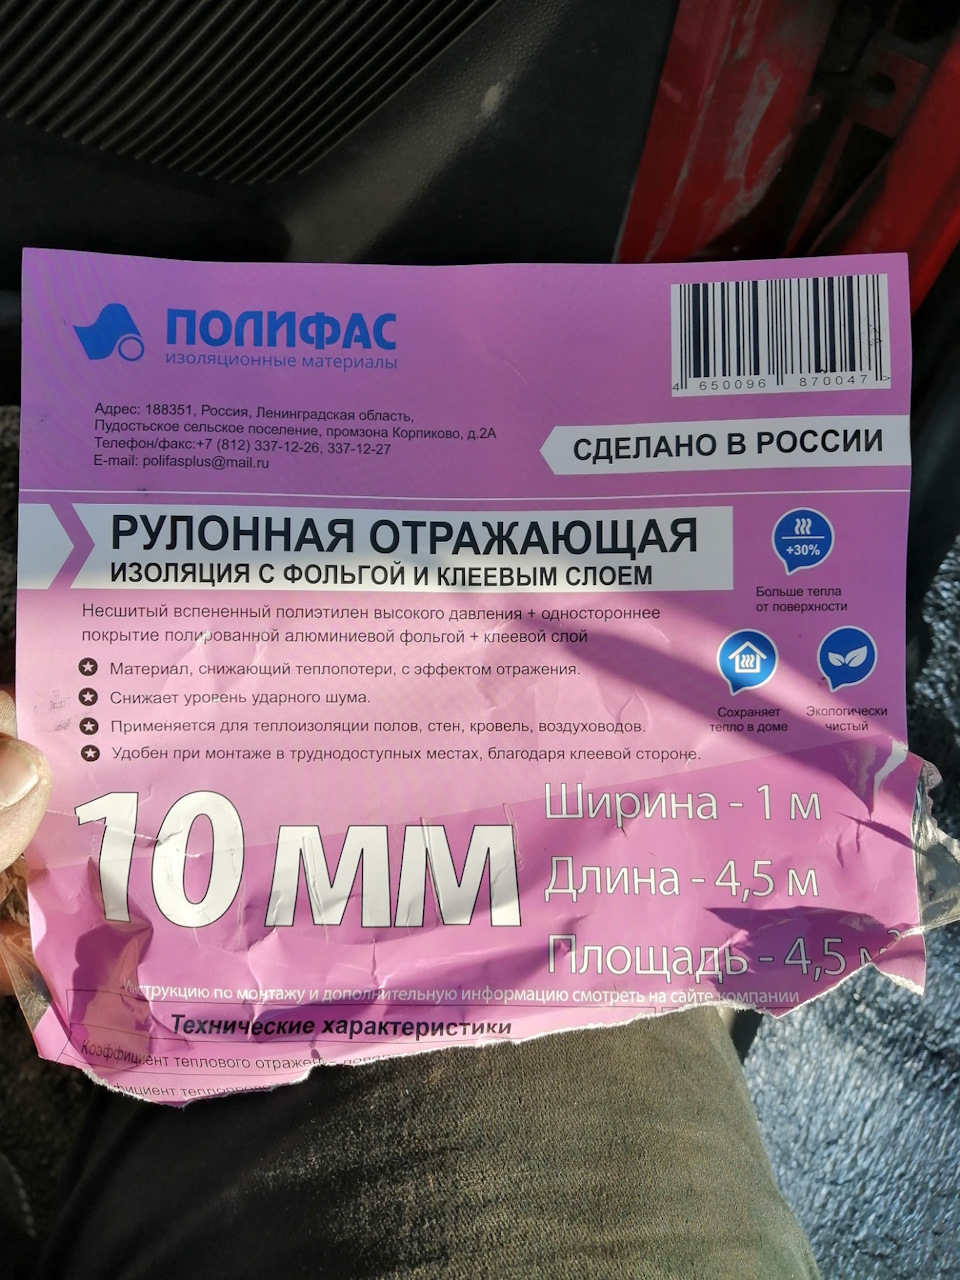 ПОЛИФАС
изоляционные материалы
4 650096 870047 >
Адрес: 188351, Россия, Ленинградская область,
Пудостьское сельское поселение, промзона Корпиково, д.2А
Телефон/факс:+7 (812) 337-12-26, 337-12-27
E-mail: polifasplus@mail.ru
СДЕЛАНО В РОССИИ
РУЛОННАЯ ОТРАЖАЮЩАЯ
ИЗОЛЯЦИЯ С ФОЛЬГОЙ И КЛЕЕВЫМ СЛОЕМ
+30%
Больше тепла
от поверхности
Несшитый вспененный полиэтилен высокого давления + одностороннее
покрытие полированной алюминиевой фольгой + клеевой слой
Материал, снижающий теплопотери, с эффектом отражения.
Снижает уровень ударного шума.
Применяется для теплоизоляции полов, стен, кровель, воздуховодов.
Удобен при монтаже в труднодоступных местах, благодаря клеевой стороне.
Сохраняет
тепло в доме
Экологически
чистый
10 мм
Ширина - 1 м
Длина - 4,5 м
Площадь - 4,5 м²
Инструкцию по монтажу и дополнительную информацию смотреть на сайте компании
Технические характеристики
Коэффициент теплового отражения